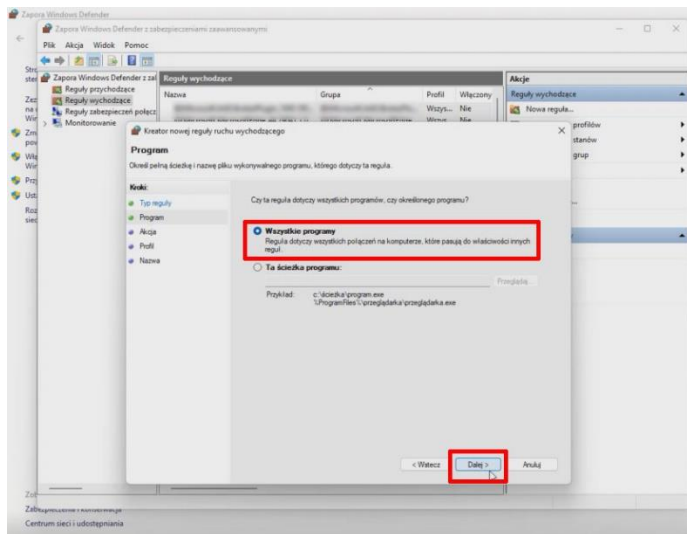 Zapora Windows Defender
Zapora Windows Defender z zabezpieczeniami zaawansowanymi
Plik Akcja Widok Pomoc
Zapora Windows Defender z zab
Reguły przychodzące
Reguły wychodzące
Reguły zabezpieczeń połącz
Monitorowanie
Reguły wychodzące
Nazwa Grupa Profil Włączony
Wszys... Nie
Wszys... Nie
Akcje
Reguły wychodzące
Nowa reguła...
profilów
stanów
grup
Kreator nowej reguły ruchu wychodzącego
Program
Określ pełną ścieżkę i nazwę pliku wykonywalnego programu, którego dotyczy ta reguła.
Kroki:
Typ reguły
Program
Akcja
Profil
Nazwa
Czy ta reguła dotyczy wszystkich programów, czy określonego programu?
Wszystkie programy
Reguła dotyczy wszystkich połączeń na komputerze, które pasują do właściwości innych
reguł.
Ta ścieżka programu:
Przeglądaj...
Przykład: c:\ścieżka\program.exe
%ProgramFiles%\przeglądarka\przeglądarka.exe
< Wstecz Dalej > Anuluj
Zabezpieczenia i konserwacja
Centrum sieci i udostępniania